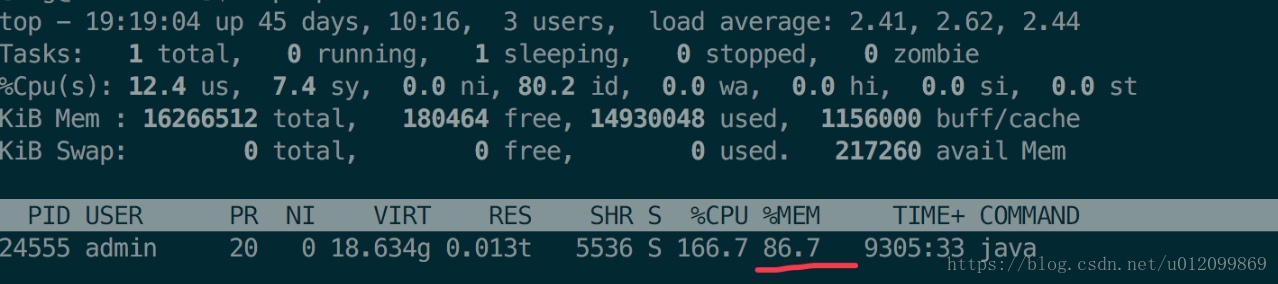 top - 19:19:04 up 45 days, 10:16,  3 users,  load average: 2.41, 2.62, 2.44
Tasks:   1 total,   0 running,   1 sleeping,   0 stopped,   0 zombie
%Cpu(s): 12.4 us,  7.4 sy,  0.0 ni, 80.2 id,  0.0 wa,  0.0 hi,  0.0 si,  0.0 st
KiB Mem : 16266512 total,   180464 free, 14930048 used,  1156000 buff/cache
KiB Swap:        0 total,        0 free,        0 used.   217260 avail Mem
  PID USER      PR  NI    VIRT    RES    SHR S  %CPU %MEM     TIME+ COMMAND
24555 admin     20   0 18.634g 0.013t   5536 S 166.7 86.7   9305:33 java
https://blog.csdn.net/u012099869